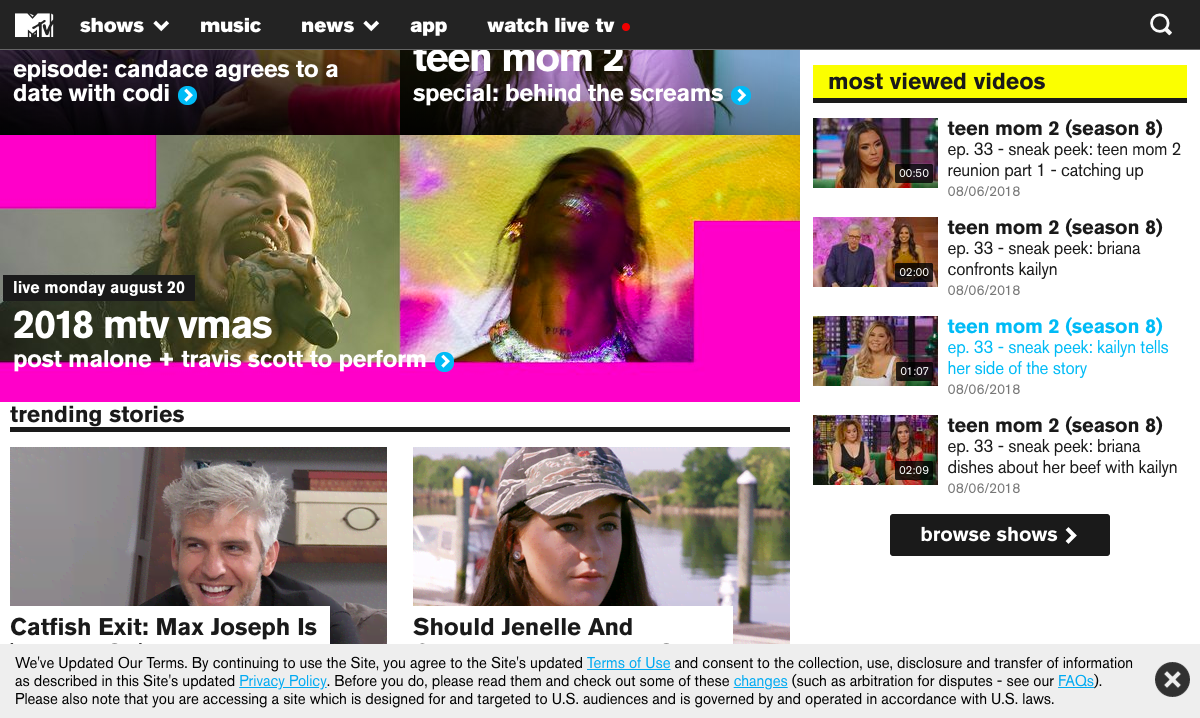 MTV
shows
music
news
app
watch live tv
episode: candace agrees to a
date with codi
teen mom 2
special: behind the screams
live monday august 20
2018 mtv vmas
post malone + travis scott to perform
trending stories
Catfish Exit: Max Joseph Is
Should Jenelle And
most viewed videos
00:50
teen mom 2 (season 8)
ep. 33 - sneak peek: teen mom 2
reunion part 1 - catching up
08/06/2018
02:00
teen mom 2 (season 8)
ep. 33 - sneak peek: briana
confronts kailyn
08/06/2018
01:07
teen mom 2 (season 8)
ep. 33 - sneak peek: kailyn tells
her side of the story
08/06/2018
02:09
teen mom 2 (season 8)
ep. 33 - sneak peek: briana
dishes about her beef with kailyn
08/06/2018
browse shows
We've Updated Our Terms. By continuing to use the Site, you agree to the Site's updated Terms of Use and consent to the collection, use, disclosure and transfer of information
as described in this Site's updated Privacy Policy. Before you do, please read them and check out some of these changes (such as arbitration for disputes - see our FAQs).
Please also note that you are accessing a site which is designed for and targeted to U.S. audiences and is governed by and operated in accordance with U.S. laws.